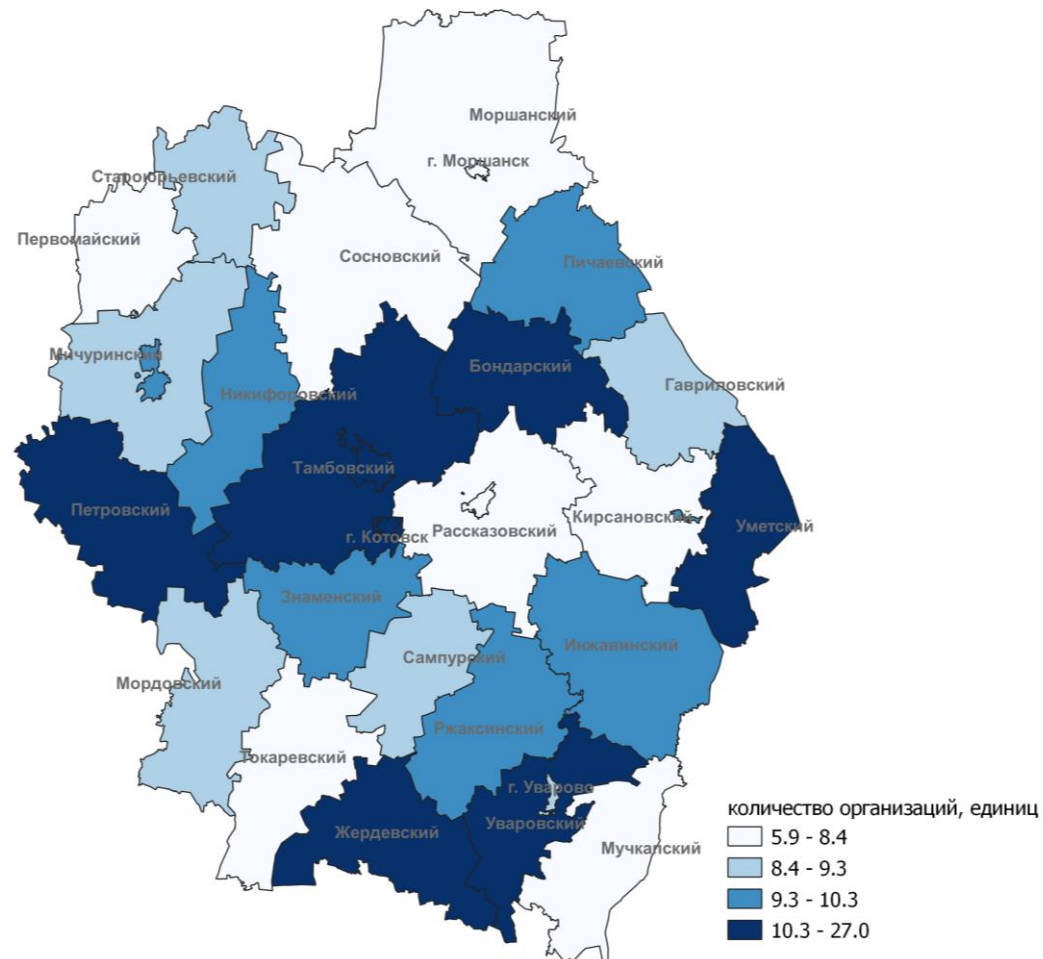 Моршанский
г. Моршанск
Староюрьевский
Первомайский
Сосновский
Пичаевский
Мичуринский
Бондарский
Гавриловский
Никифоровский
Тамбовский
Петровский
Кирсановский
Уметский
Рассказовский
г. Котовск
Знаменский
Инжавинский
Сампурский
Мордовский
Ржаксинский
Токаревский
г. Уварово
Уваровский
Жердевский
Мучкапский
количество организаций, единиц
5.9 - 8.4
8.4 - 9.3
9.3 - 10.3
10.3 - 27.0